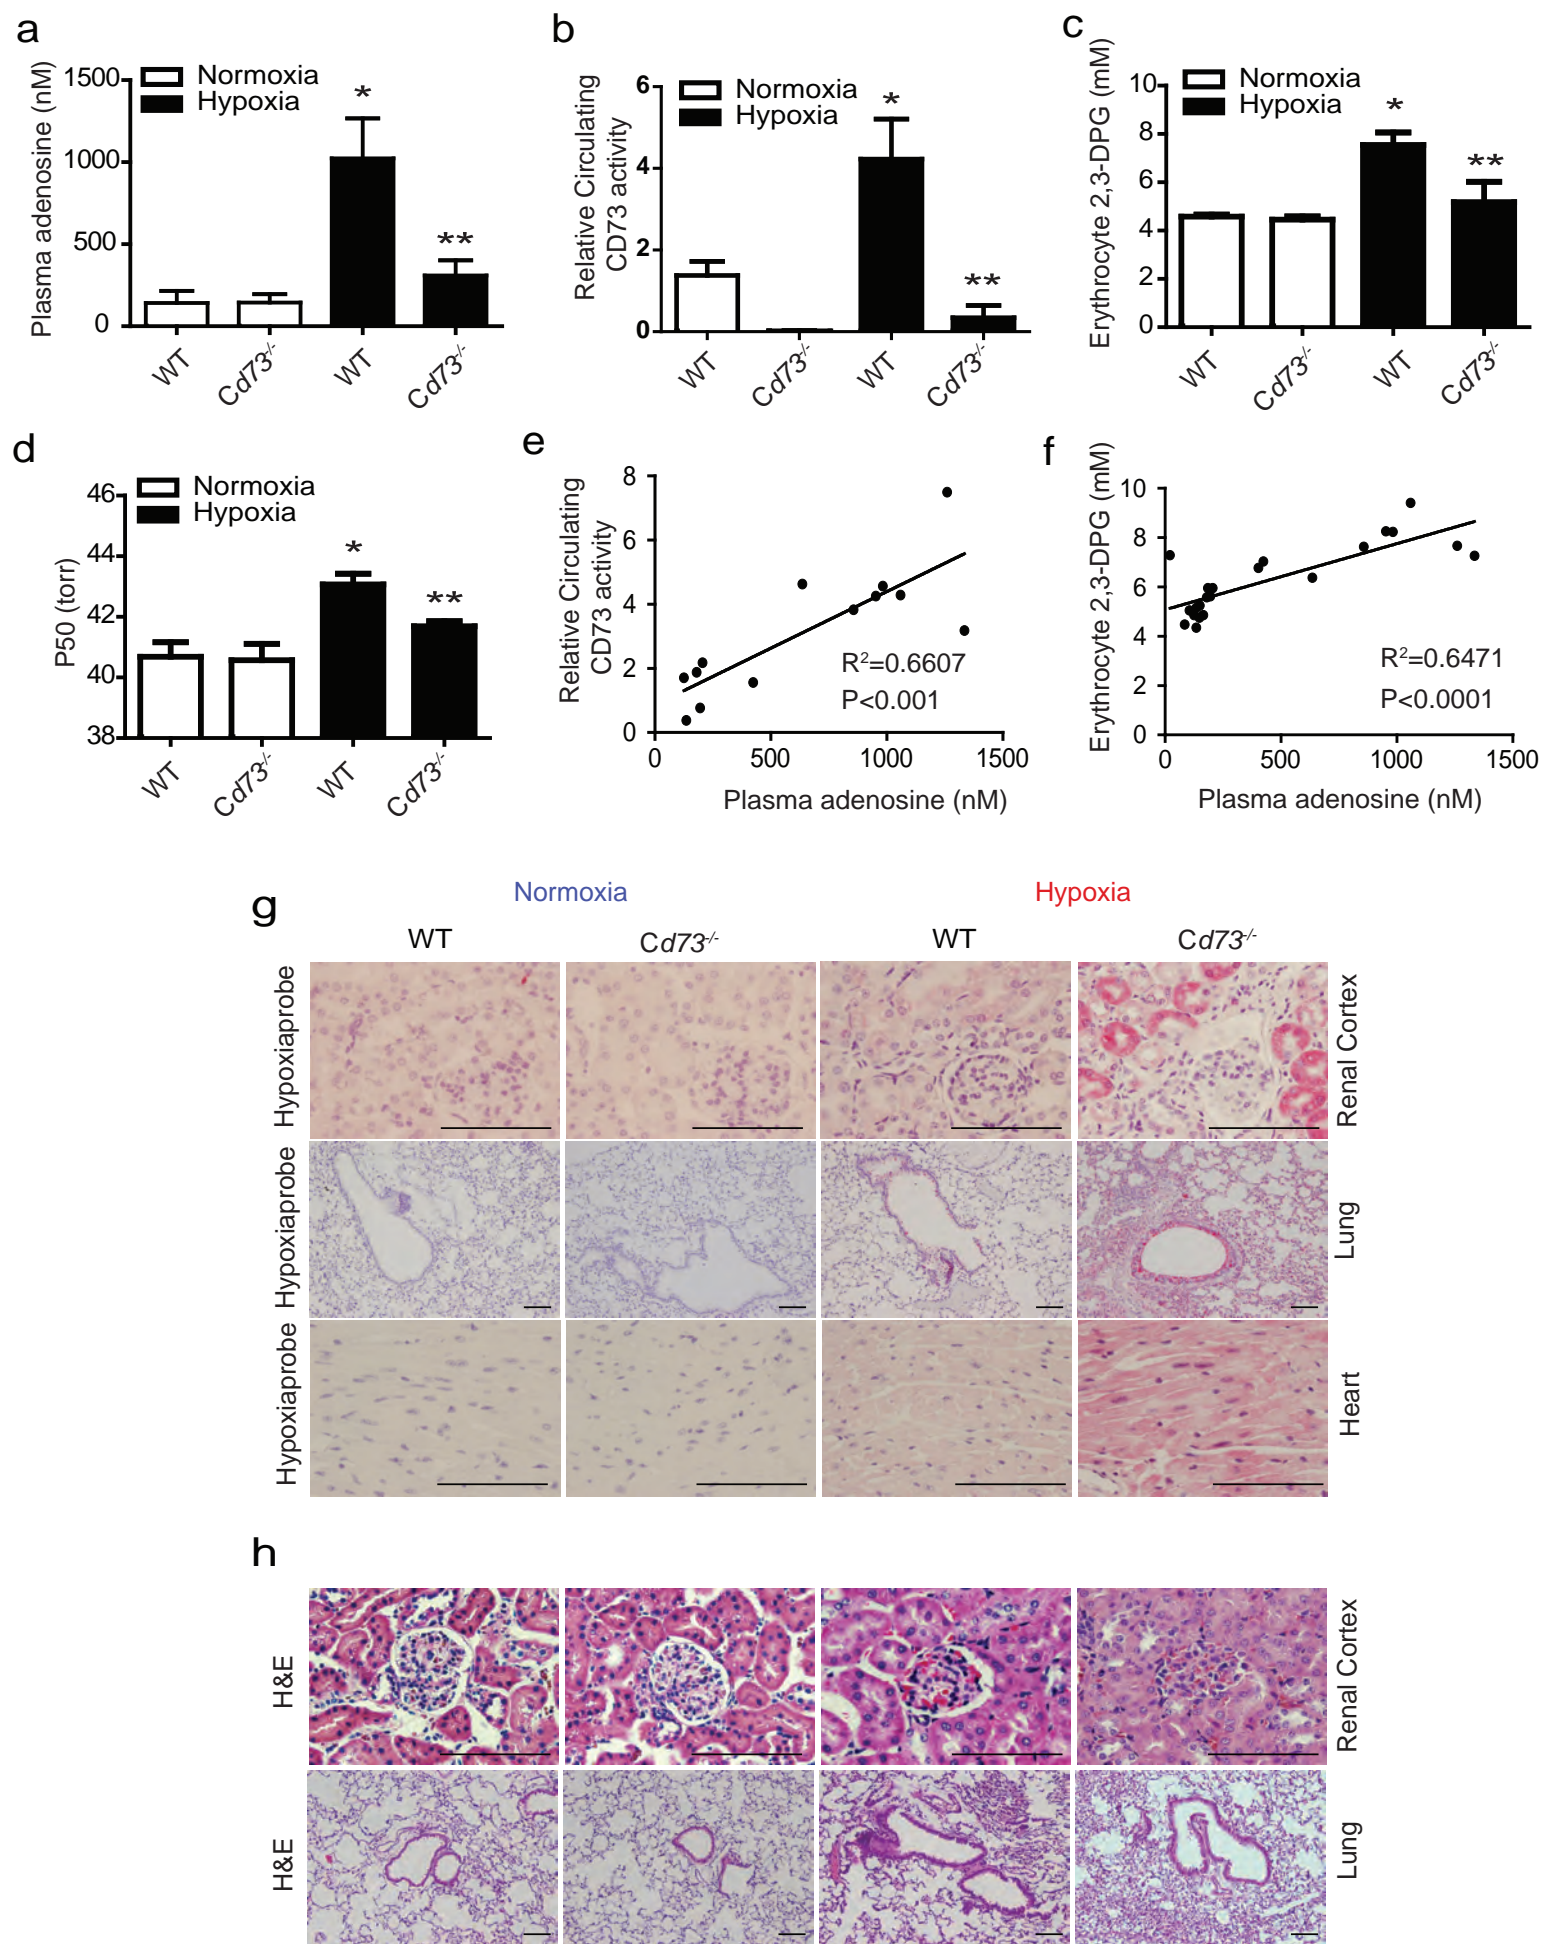 a
Plasma adenosine (nM)
1500
1000
500
0
Normoxia
Hypoxia
*
**
WT
Cd73-/-
WT
Cd73-/-
b
Relative Circulating
CD73 activity
6
4
2
0
Normoxia
Hypoxia
*
**
WT
Cd73-/-
WT
Cd73-/-
c
Erythrocyte 2,3-DPG (mM)
10
8
6
4
2
0
Normoxia
Hypoxia
*
**
WT
Cd73-/-
WT
Cd73-/-
d
P50 (torr)
46
44
42
40
38
Normoxia
Hypoxia
*
**
WT
Cd73-/-
WT
Cd73-/-
e
Relative Circulating
CD73 activity
8
6
4
2
0
R²=0.6607
P<0.001
0 500 1000 1500
Plasma adenosine (nM)
f
Erythrocyte 2,3-DPG (mM)
10
8
6
4
2
0
R²=0.6471
P<0.0001
0 500 1000 1500
Plasma adenosine (nM)
g
Normoxia Hypoxia
WT Cd73-/- WT Cd73-/-
Hypoxiaprobe
Renal Cortex
Hypoxiaprobe
Lung
Hypoxiaprobe
Heart
h
H&E
Renal Cortex
H&E
Lung